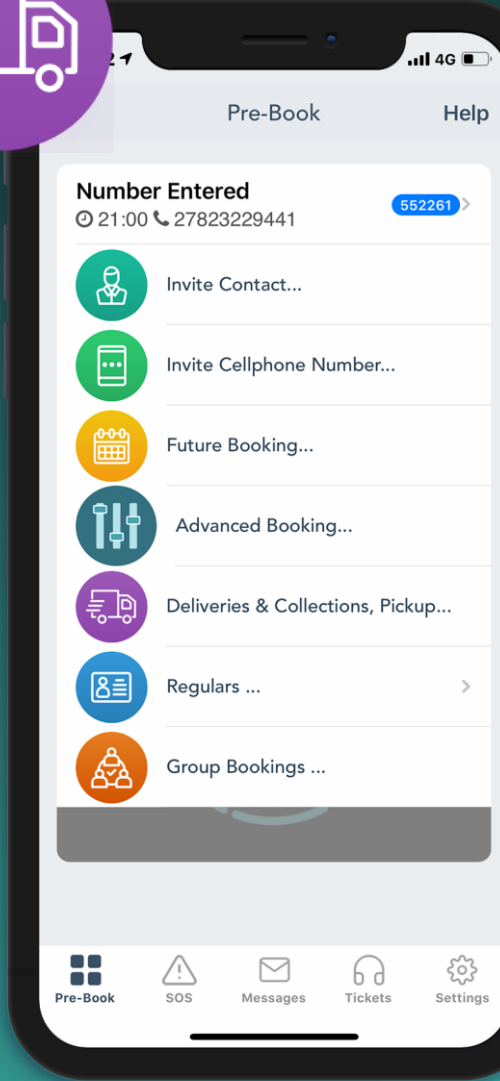 4G
Pre-Book
Help
Number Entered
21:00 27823229441
552261
Invite Contact...
Invite Cellphone Number...
Future Booking...
Advanced Booking...
Deliveries & Collections, Pickup...
Regulars ...
Group Bookings ...
Pre-Book
SOS
Messages
Tickets
Settings